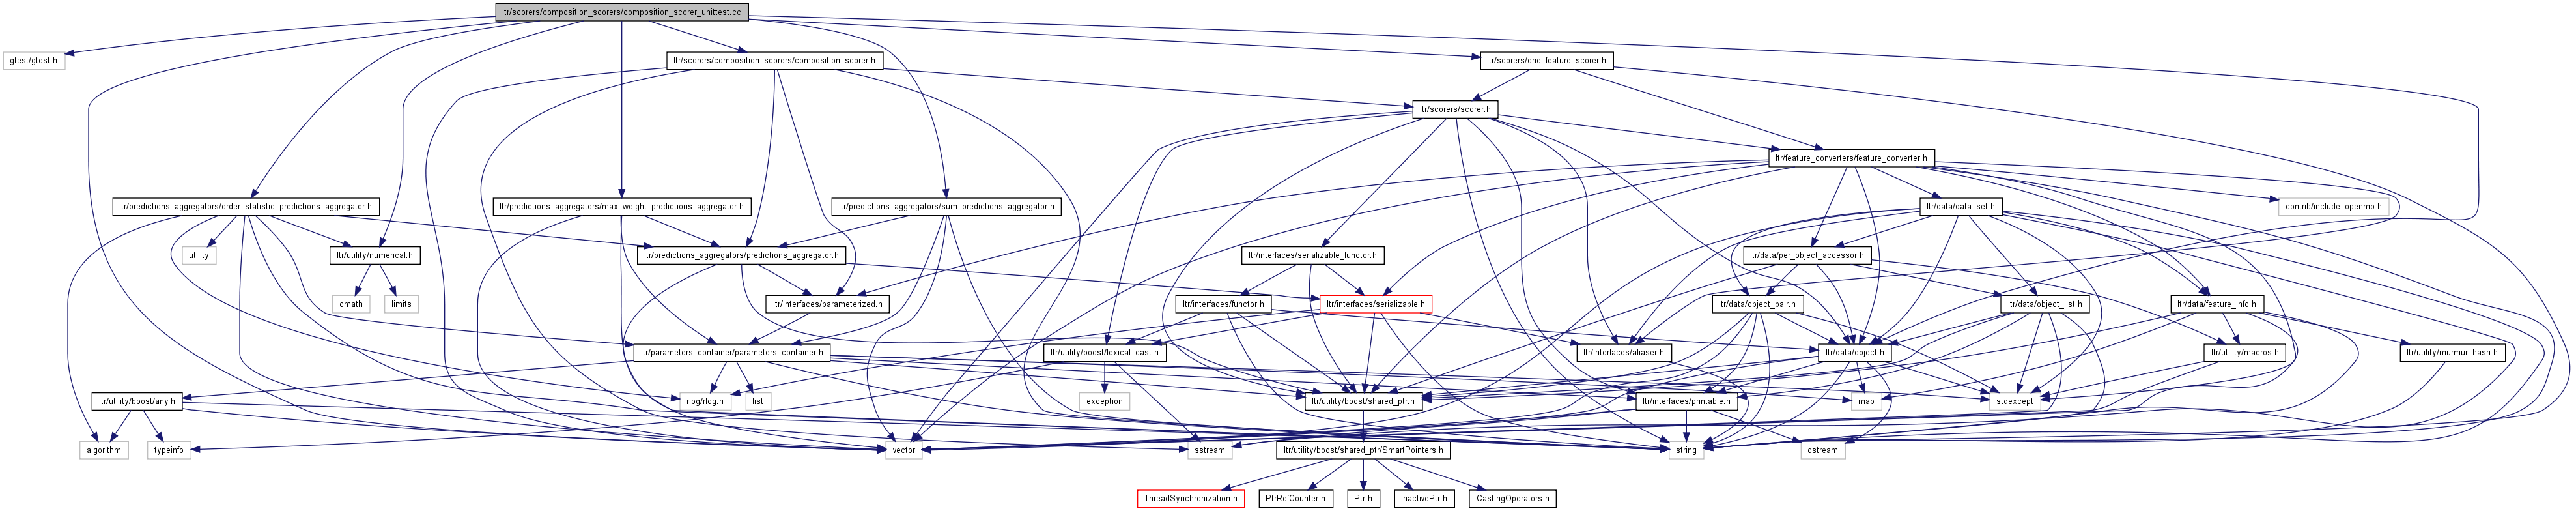 ltr/scorers/composition_scorers/composition_scorer_unittest.cc
gtest/gtest.h
ltr/scorers/composition_scorers/composition_scorer.h
ltr/scorers/one_feature_scorer.h
ltr/scorers/scorer.h
ltr/feature_converters/feature_converter.h
ltr/predictions_aggregators/order_statistic_predictions_aggregator.h
ltr/predictions_aggregators/max_weight_predictions_aggregator.h
ltr/predictions_aggregators/sum_predictions_aggregator.h
ltr/data/data_set.h
contrib/include_openmp.h
utility
ltr/utility/numerical.h
ltr/predictions_aggregators/predictions_aggregator.h
ltr/interfaces/serializable_functor.h
ltr/data/per_object_accessor.h
cmath
limits
ltr/interfaces/parameterized.h
ltr/interfaces/functor.h
ltr/interfaces/serializable.h
ltr/data/object_pair.h
ltr/data/object_list.h
ltr/data/feature_info.h
ltr/parameters_container/parameters_container.h
ltr/utility/boost/lexical_cast.h
ltr/interfaces/aliaser.h
ltr/data/object.h
ltr/utility/macros.h
ltr/utility/murmur_hash.h
ltr/utility/boost/any.h
rlog/rlog.h
list
exception
ltr/utility/boost/shared_ptr.h
ltr/interfaces/printable.h
map
stdexcept
algorithm
typeinfo
vector
sstream
ltr/utility/boost/shared_ptr/SmartPointers.h
string
ostream
ThreadSynchronization.h
PtrRefCounter.h
Ptr.h
InactivePtr.h
CastingOperators.h